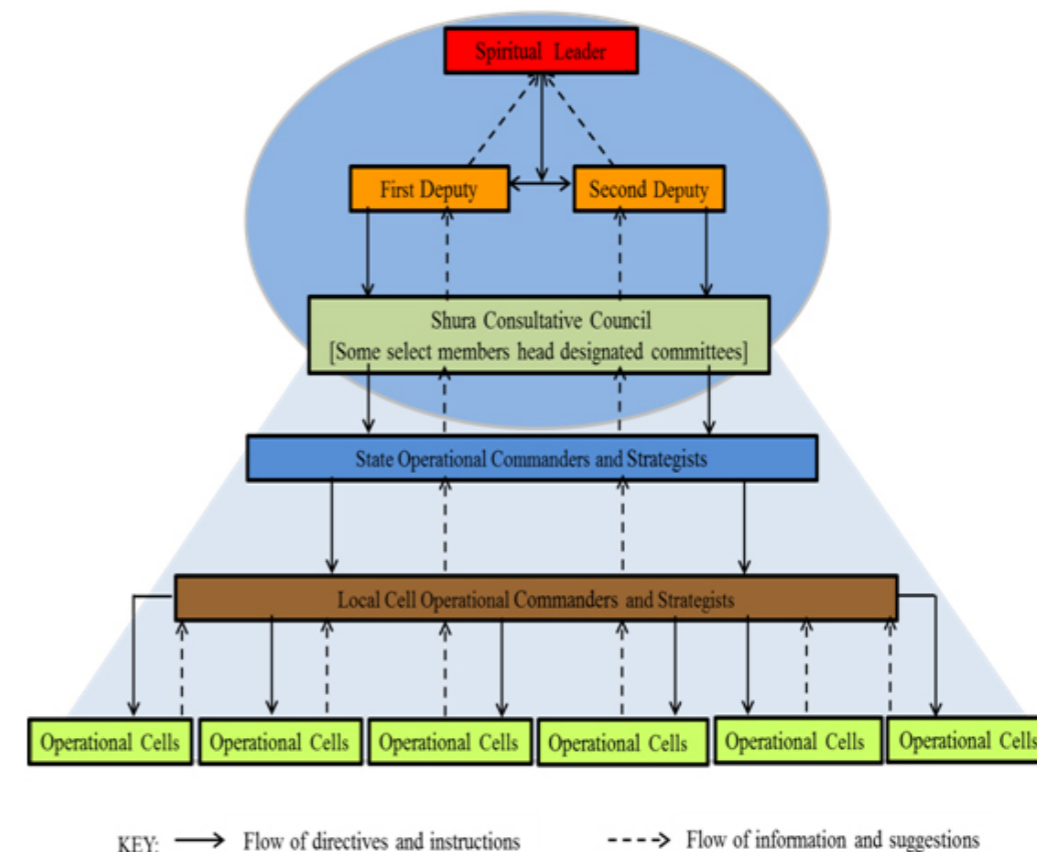 Spiritual Leader
First Deputy
Second Deputy
Shura Consultative Council
[Some select members head designated committees]
State Operational Commanders and Strategists
Local Cell Operational Commanders and Strategists
Operational Cells
Operational Cells
Operational Cells
Operational Cells
Operational Cells
Operational Cells
KEY: Flow of directives and instructions Flow of information and suggestions